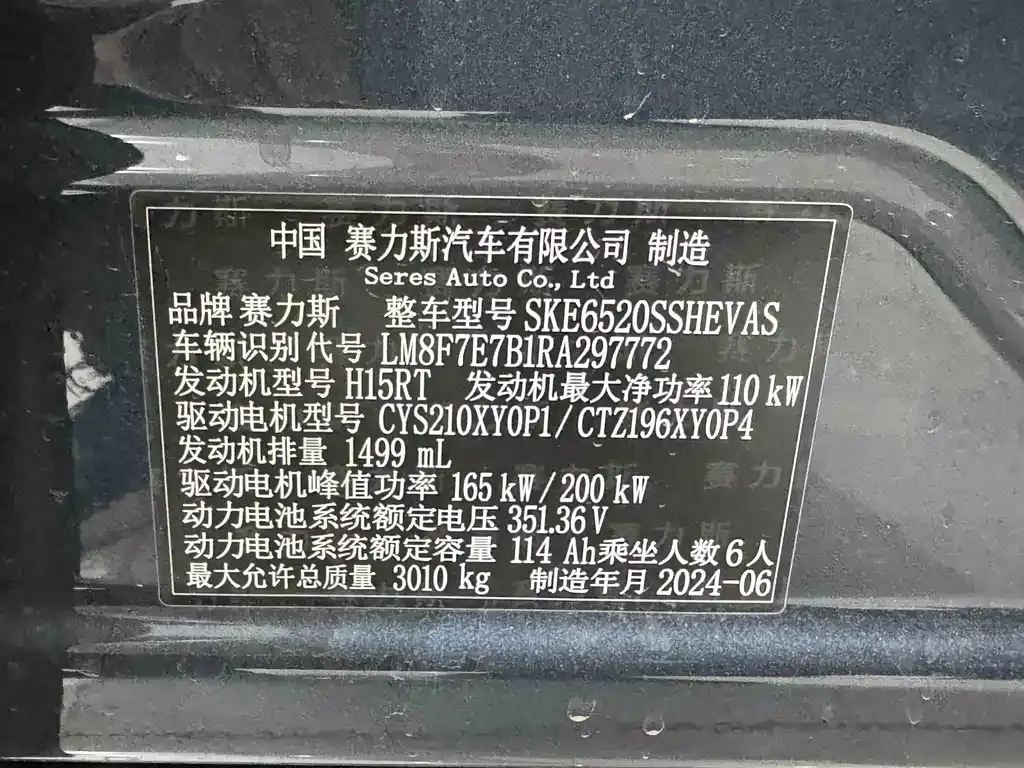 中国 赛力斯汽车有限公司 制造
Seres Auto Co., Ltd
品牌 赛力斯 整车型号 SKE6520SSHEVAS
车辆识别代号 LM8F7E7B1RA297772
发动机型号 H15RT 发动机最大净功率 110 kW
驱动电机型号 CYS210XY0P1/CTZ196XY0P4
发动机排量 1499 mL
驱动电机峰值功率 165 kW/200 kW
动力电池系统额定电压 351.36 V
动力电池系统额定容量 114 Ah 乘坐人数 6 人
最大允许总质量 3010 kg 制造年月 2024-06